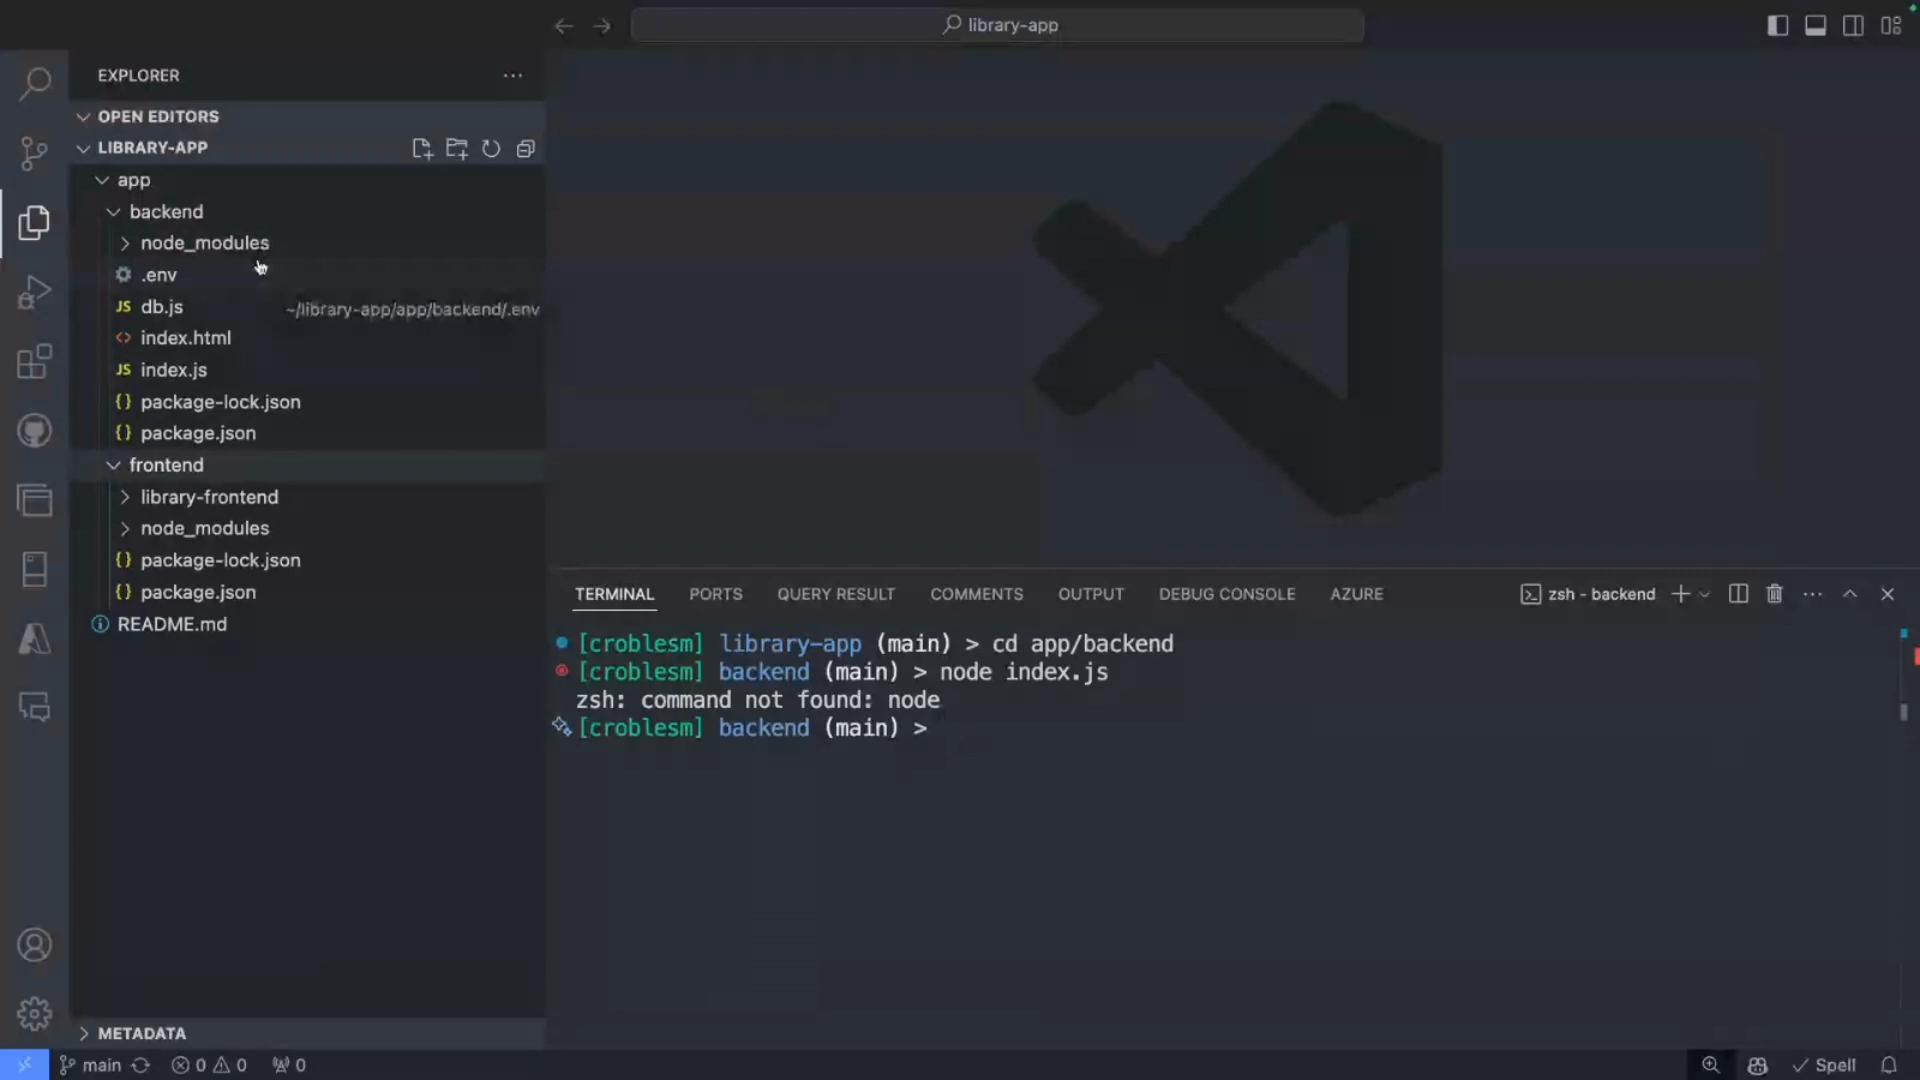 library-app
EXPLORER
OPEN EDITORS
LIBRARY-APP
app
backend
node_modules
.env
JS db.js
~/library-app/app/backend/.env
<> index.html
JS index.js
{} package-lock.json
{} package.json
frontend
library-frontend
node_modules
{} package-lock.json
{} package.json
README.md
METADATA
TERMINAL PORTS QUERY RESULT COMMENTS OUTPUT DEBUG CONSOLE AZURE zsh - backend
[croblesm] library-app (main) > cd app/backend
[croblesm] backend (main) > node index.js
zsh: command not found: node
[croblesm] backend (main) >
main 0 0 0 Spell